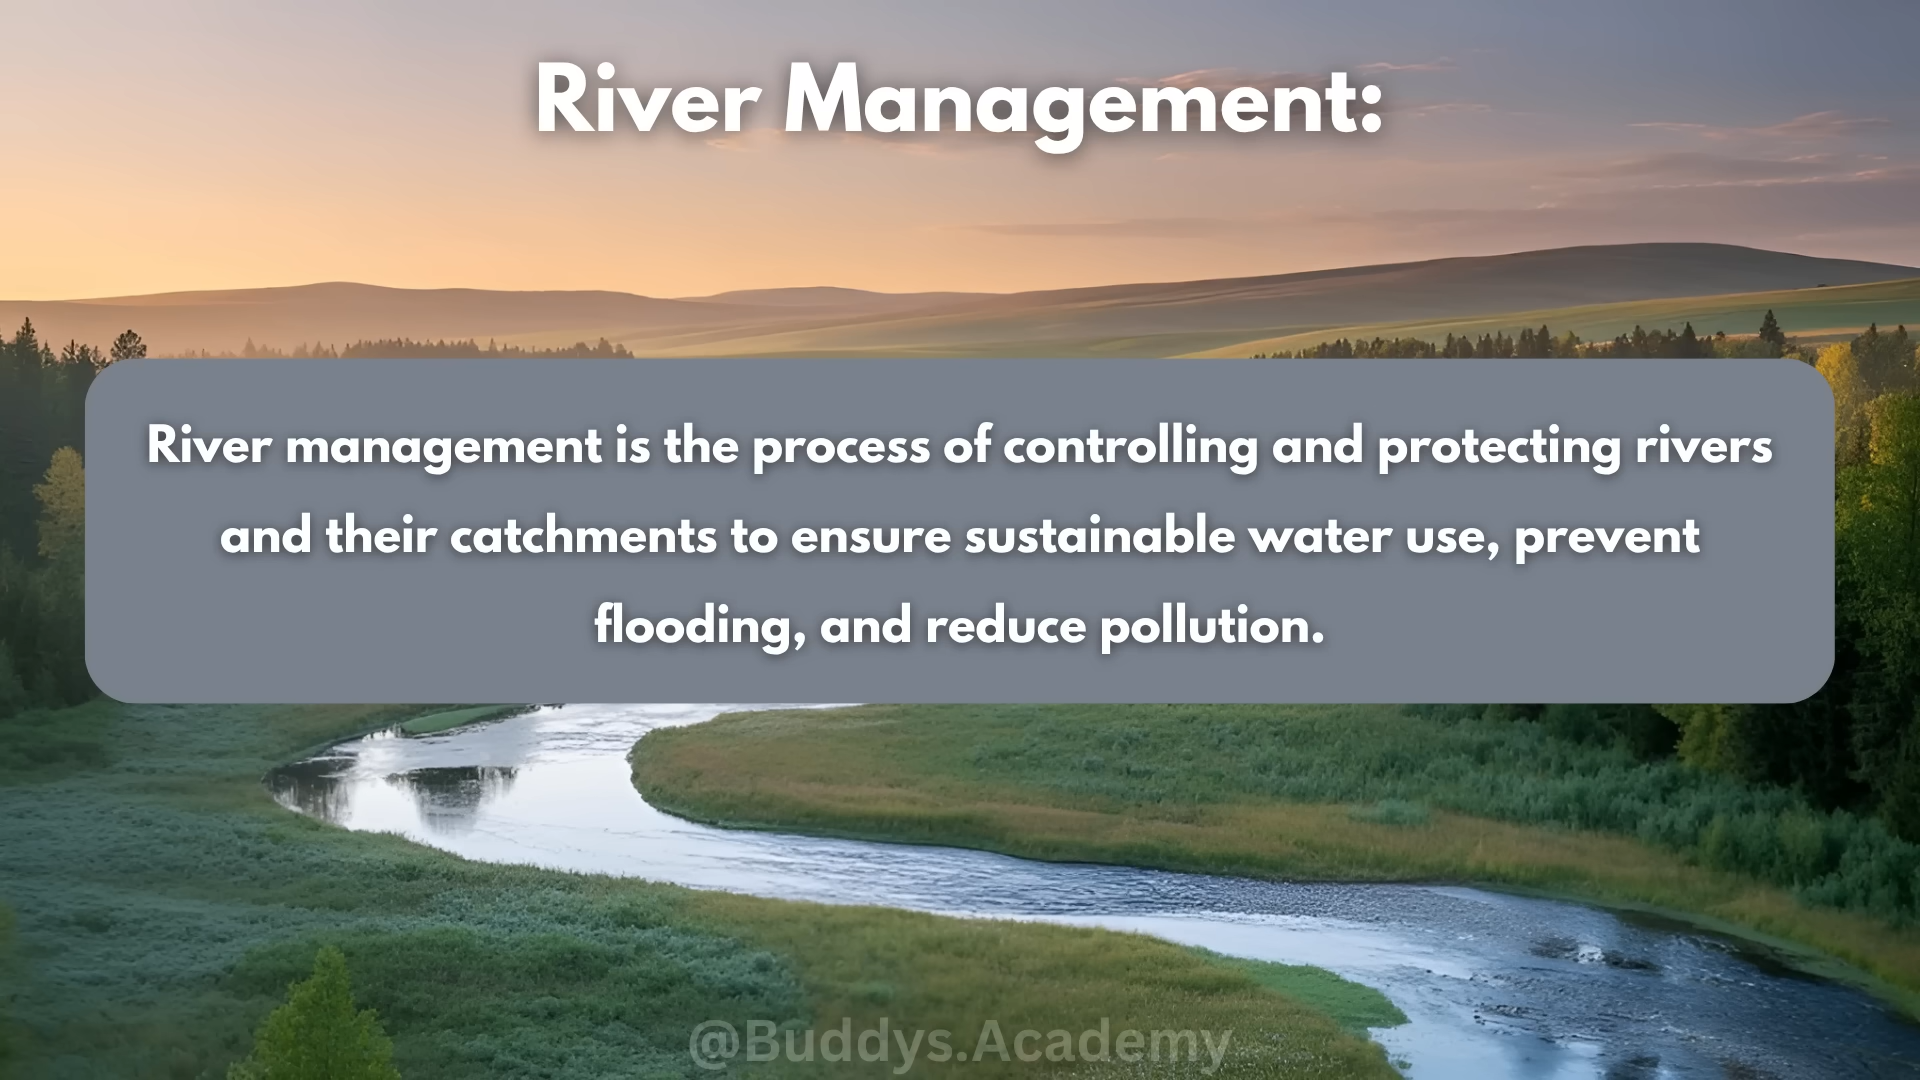 River Management:
River management is the process of controlling and protecting rivers
and their catchments to ensure sustainable water use, prevent
flooding, and reduce pollution.
@Buddys.Academy